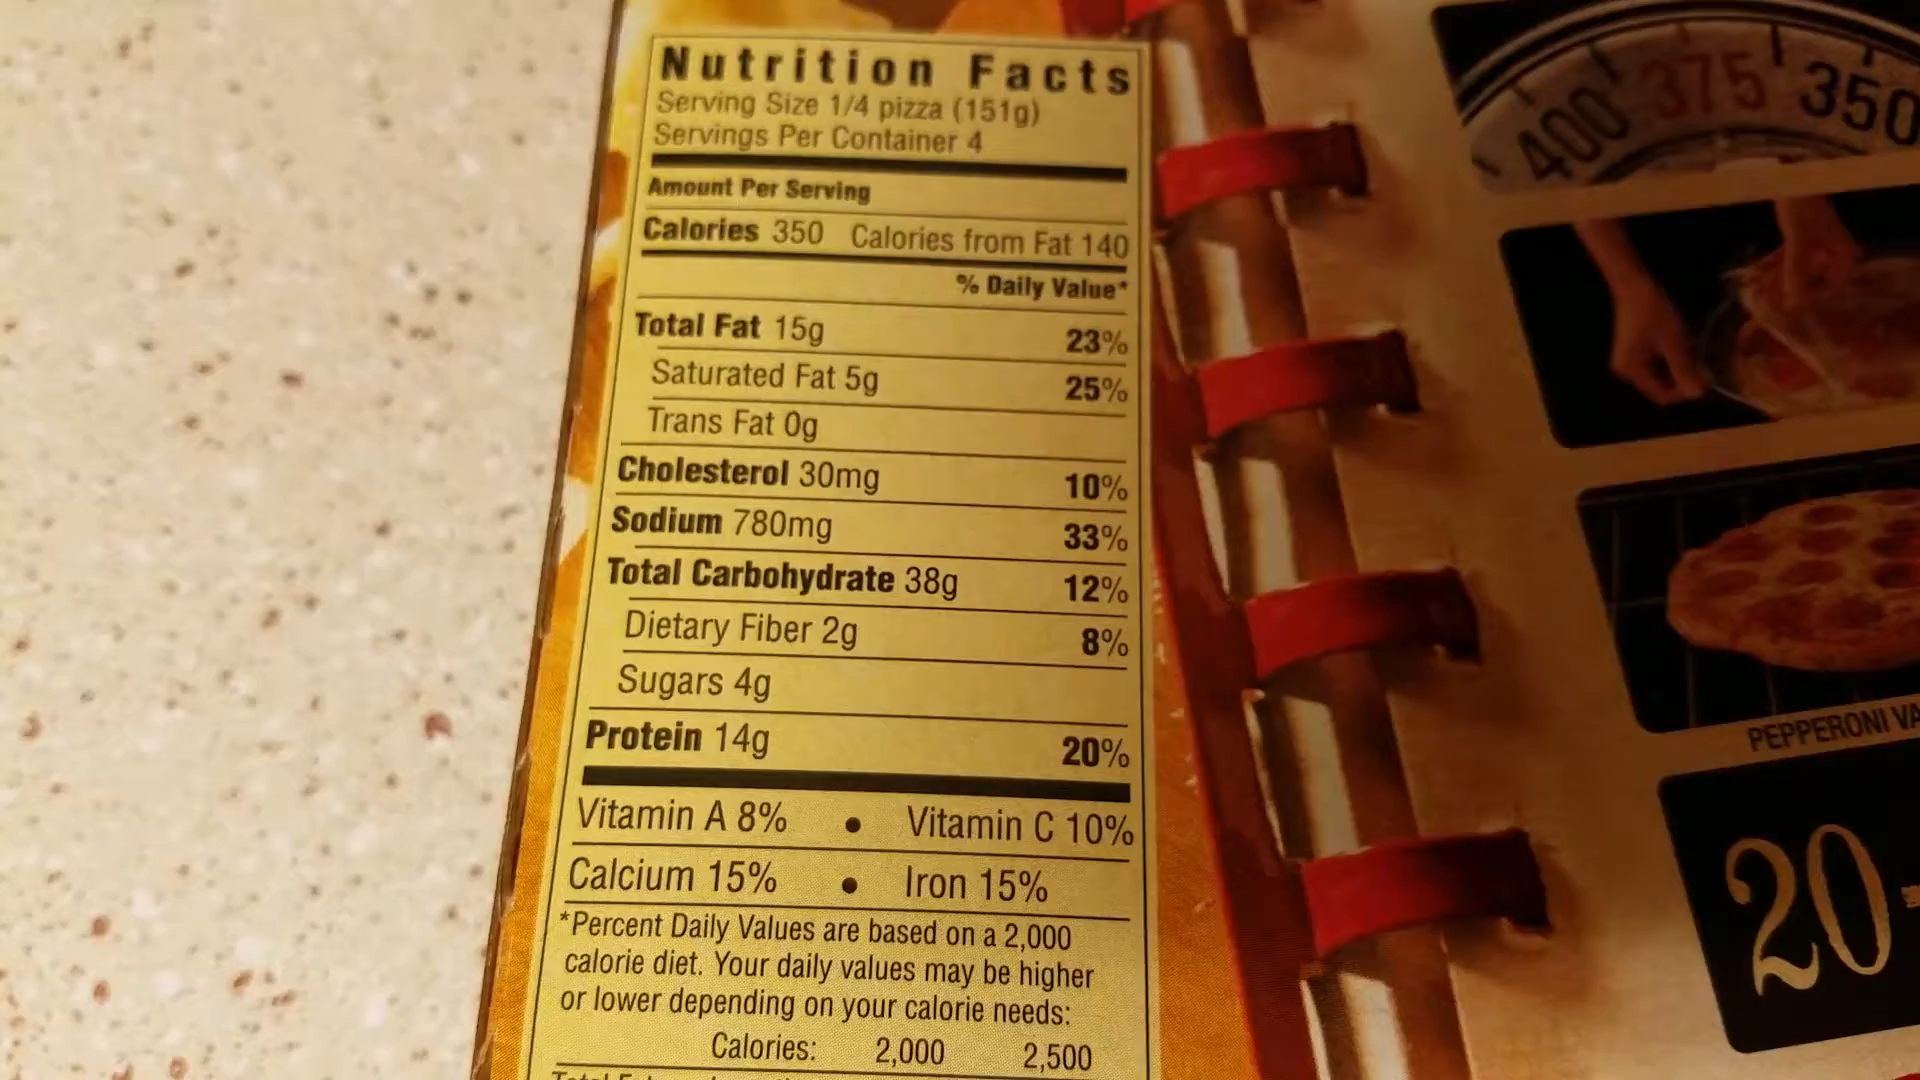 Nutrition Facts
Serving Size 1/4 pizza (151g)
Servings Per Container 4
Amount Per Serving
Calories 350 Calories from Fat 140
% Daily Value*
Total Fat 15g 23%
Saturated Fat 5g 25%
Trans Fat 0g
Cholesterol 30mg 10%
Sodium 780mg 33%
Total Carbohydrate 38g 12%
Dietary Fiber 2g 8%
Sugars 4g
Protein 14g 20%
Vitamin A 8% • Vitamin C 10%
Calcium 15% • Iron 15%
*Percent Daily Values are based on a 2,000
calorie diet. Your daily values may be higher
or lower depending on your calorie needs:
Calories: 2,000 2,500
400 375 350
PEPPERONI
20-